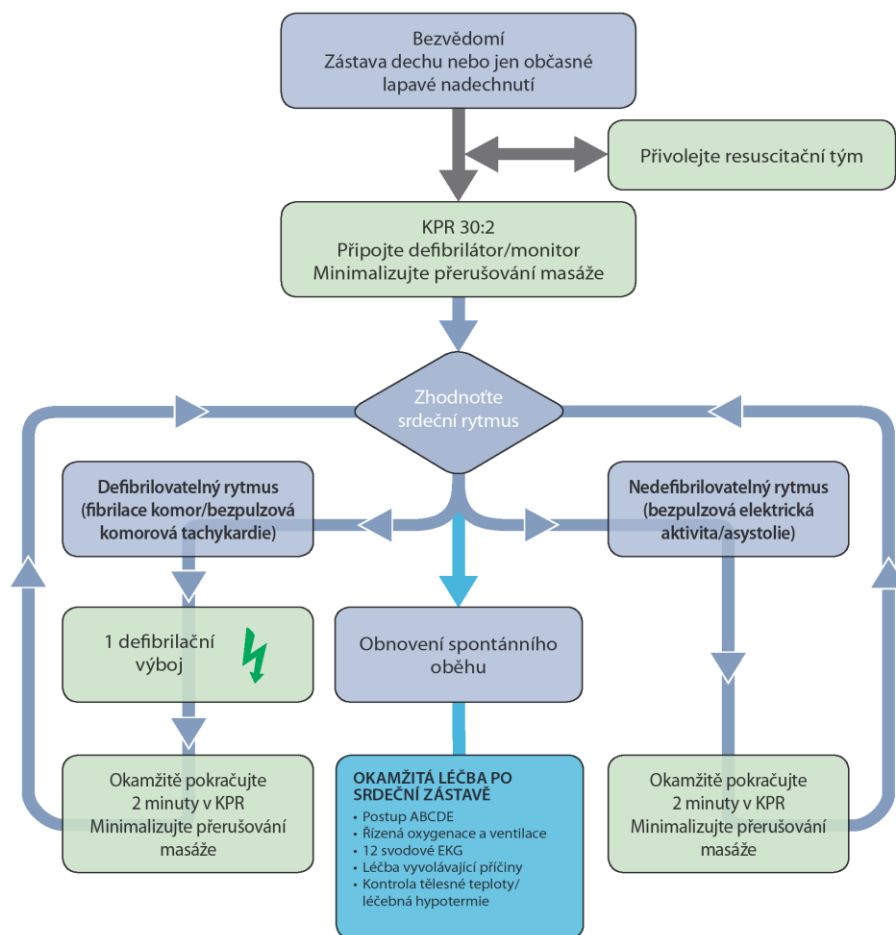 Bezvědomí
Zástava dechu nebo jen občasné
lapavé nadechnutí
Přivolejte resuscitační tým
KPR 30:2
Připojte defibrilátor/monitor
Minimalizujte přerušování masáže
Zhodnoťte
srdeční rytmus
Defibrilovatelný rytmus
(fibrilace komor/bezpulzová
komorová tachykardie)
Nedefibrilovatelný rytmus
(bezpulzová elektrická
aktivita/asystolie)
1 defibrilační
výboj
Obnovení spontánního
oběhu
Okamžitě pokračujte
2 minuty v KPR
Minimalizujte přerušování
masáže
OKAMŽITÁ LÉČBA PO
SRDEČNÍ ZÁSTAVĚ
• Postup ABCDE
• Řízená oxygenace a ventilace
• 12 svodové EKG
• Léčba vyvolávající příčiny
• Kontrola tělesné teploty/
léčebná hypotermie
Okamžitě pokračujte
2 minuty v KPR
Minimalizujte přerušování
masáže